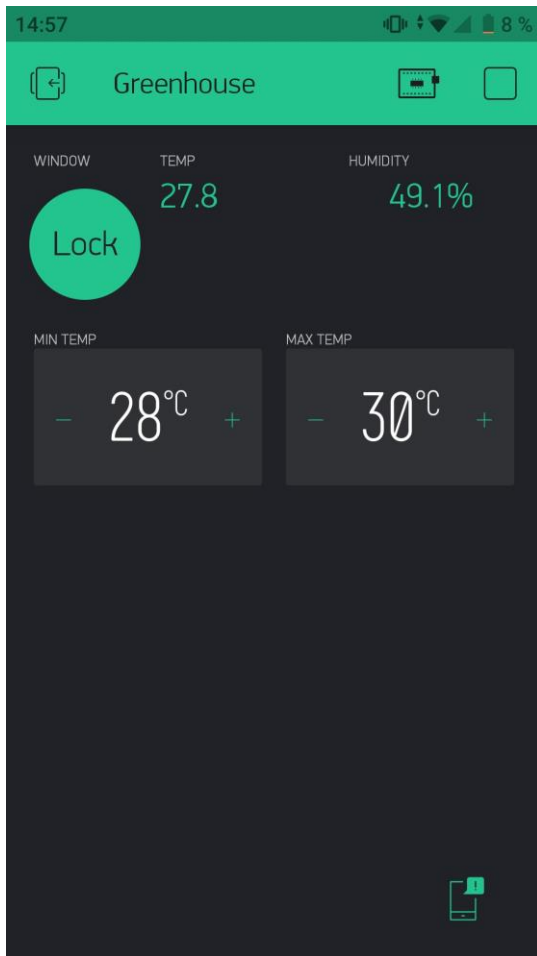 14:57 8 %
Greenhouse
WINDOW TEMP HUMIDITY
27.8 49.1%
Lock
MIN TEMP MAX TEMP
− 28°C + − 30°C +
!